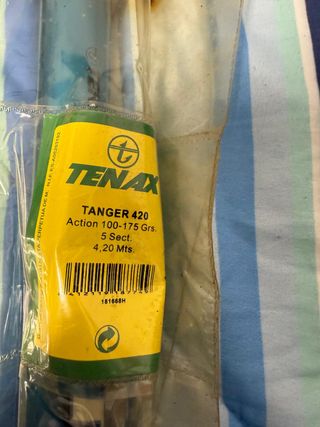 t
TENAX
TANGER 420
Action 100-175 Grs.
5 Sect.
4,20 Mts.
181668H